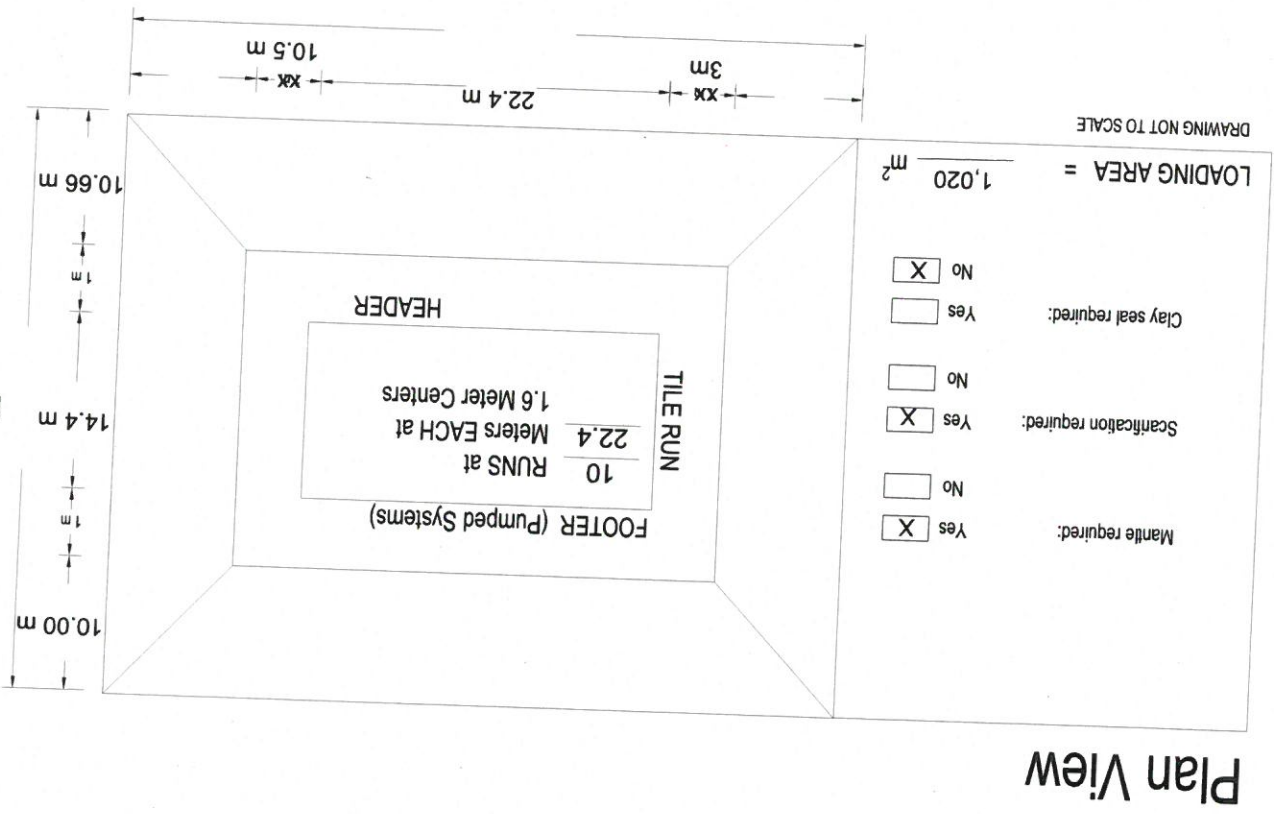 Plan View
Mantle required: Yes X
No
Scarification required: Yes X
No
Clay seal required: Yes
No X
LOADING AREA = 1,020 m²
DRAWING NOT TO SCALE
FOOTER (Pumped Systems)
TILE RUN
10 RUNS at
22.4 Meters EACH at
1.6 Meter Centers
HEADER
10.00 m
1 m
14.4 m
1 m
10.66 m
22.4 m
3m
10.5 m